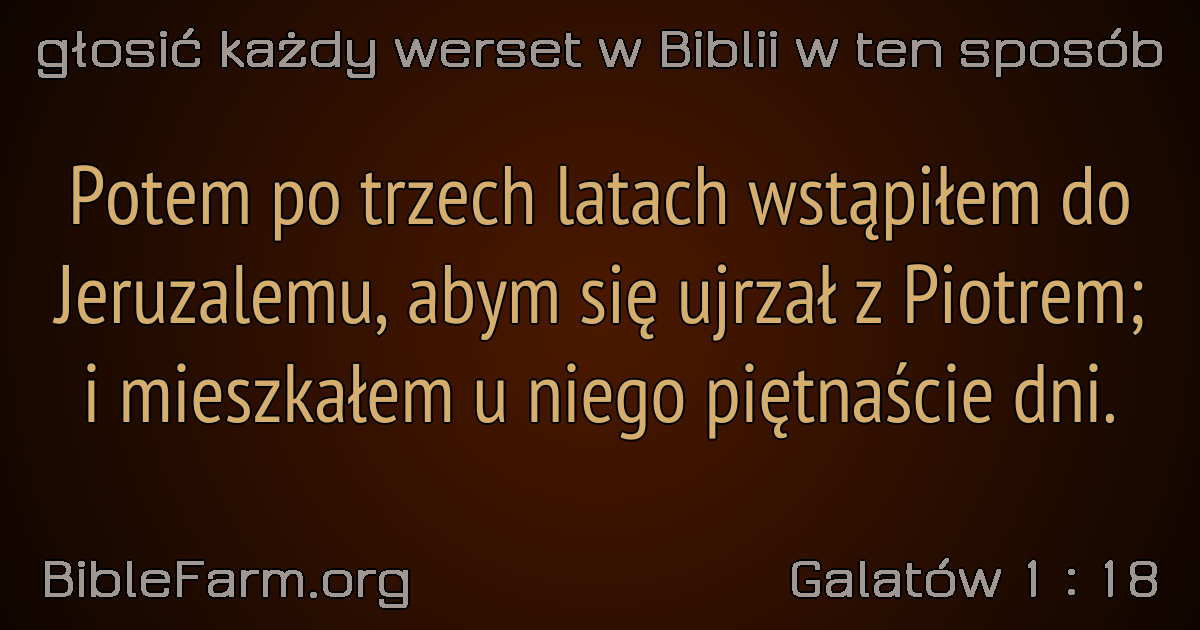 głosić każdy werset w Biblii w ten sposób
Potem po trzech latach wstąpiłem do
Jeruzalemu, abym się ujrzał z Piotrem;
i mieszkałem u niego piętnaście dni.
BibleFarm.org
Galatów 1 : 18